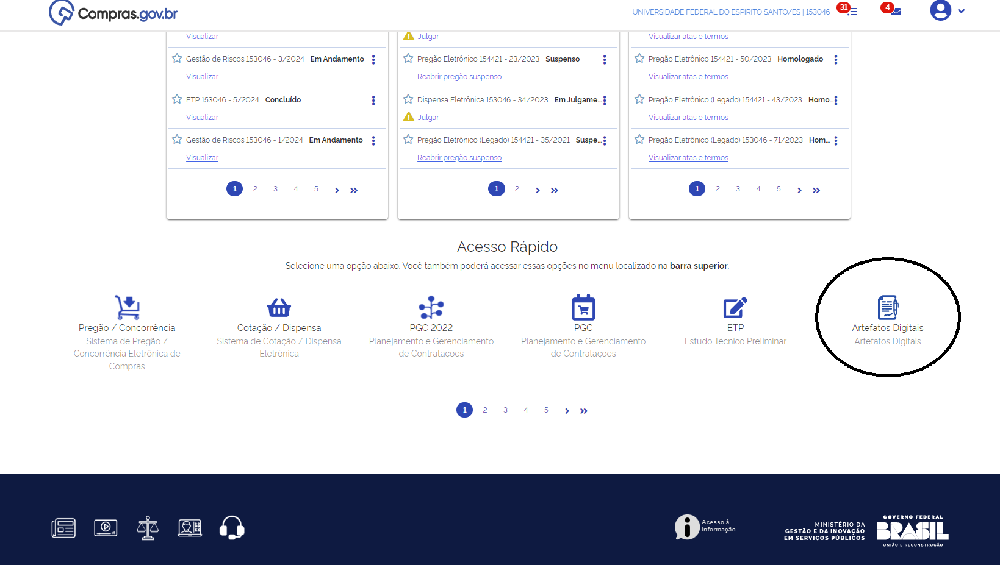 Compras.gov.br
UNIVERSIDADE FEDERAL DO ESPIRITO SANTO/ES | 153046
31
4
Visualizar
Gestão de Riscos 153046 - 3/2024 Em Andamento
Visualizar
ETP 153046 - 5/2024 Concluído
Visualizar
Gestão de Riscos 153046 - 1/2024 Em Andamento
Visualizar
1 2 3 4 5 › »
Julgar
Pregão Eletrônico 154421 - 23/2023 Suspenso
Reabrir pregão suspenso
Dispensa Eletrônica 153046 - 34/2023 Em Julgame...
Julgar
Pregão Eletrônico (Legado) 154421 - 35/2021 Suspe...
Reabrir pregão suspenso
1 2 › »
Visualizar atas e termos
Pregão Eletrônico 154421 - 50/2023 Homologado
Visualizar atas e termos
Pregão Eletrônico (Legado) 154421 - 43/2023 Homo...
Visualizar atas e termos
Pregão Eletrônico (Legado) 153046 - 71/2023 Hom...
Visualizar atas e termos
1 2 3 4 5 › »
Acesso Rápido
Selecione uma opção abaixo. Você também poderá acessar essas opções no menu localizado na barra superior.
Pregão / Concorrência
Sistema de Pregão /
Concorrência Eletrônica de
Compras
Cotação / Dispensa
Sistema de Cotação / Dispensa
Eletrônica
PGC 2022
Planejamento e Gerenciamento
de Contratações
PGC
Planejamento e Gerenciamento
de Contratações
ETP
Estudo Técnico Preliminar
Artefatos Digitais
Artefatos Digitais
1 2 3 4 5 › »
Acesso à
Informação
MINISTÉRIO DA
GESTÃO E DA INOVAÇÃO
EM SERVIÇOS PÚBLICOS
GOVERNO FEDERAL
BRASIL
UNIÃO E RECONSTRUÇÃO